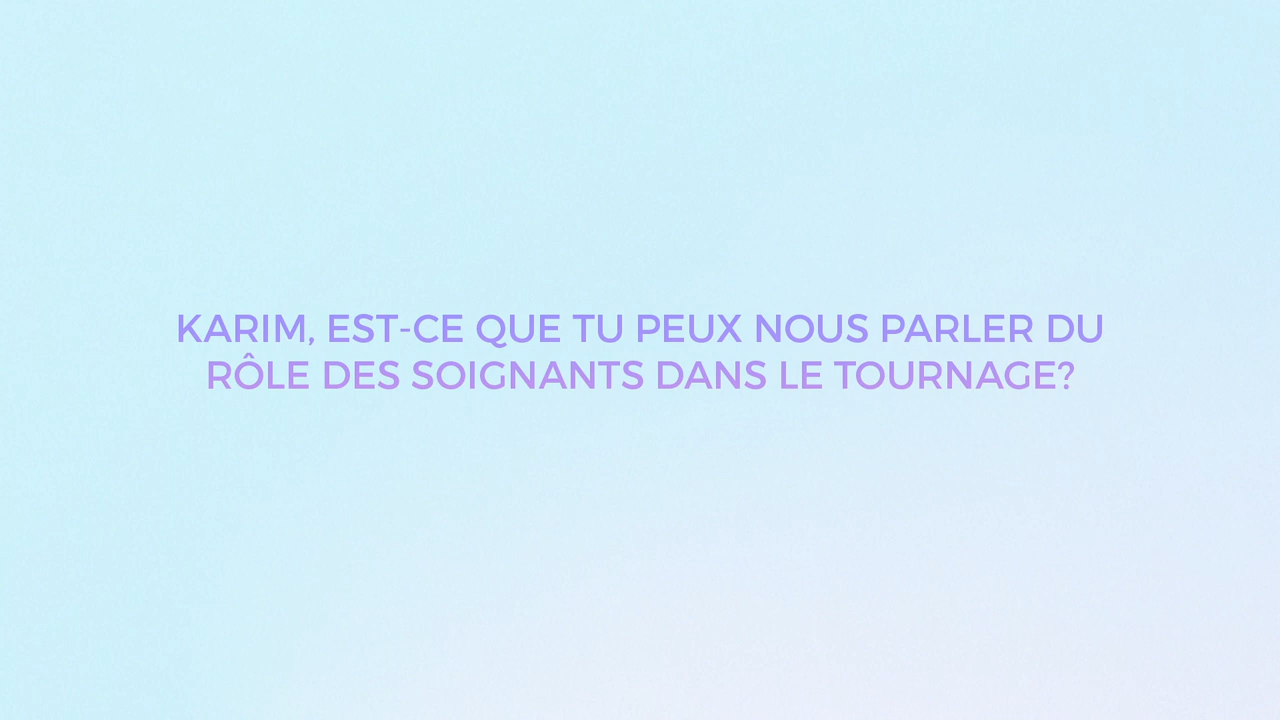 KARIM, EST-CE QUE TU PEUX NOUS PARLER DU
RÔLE DES SOIGNANTS DANS LE TOURNAGE?